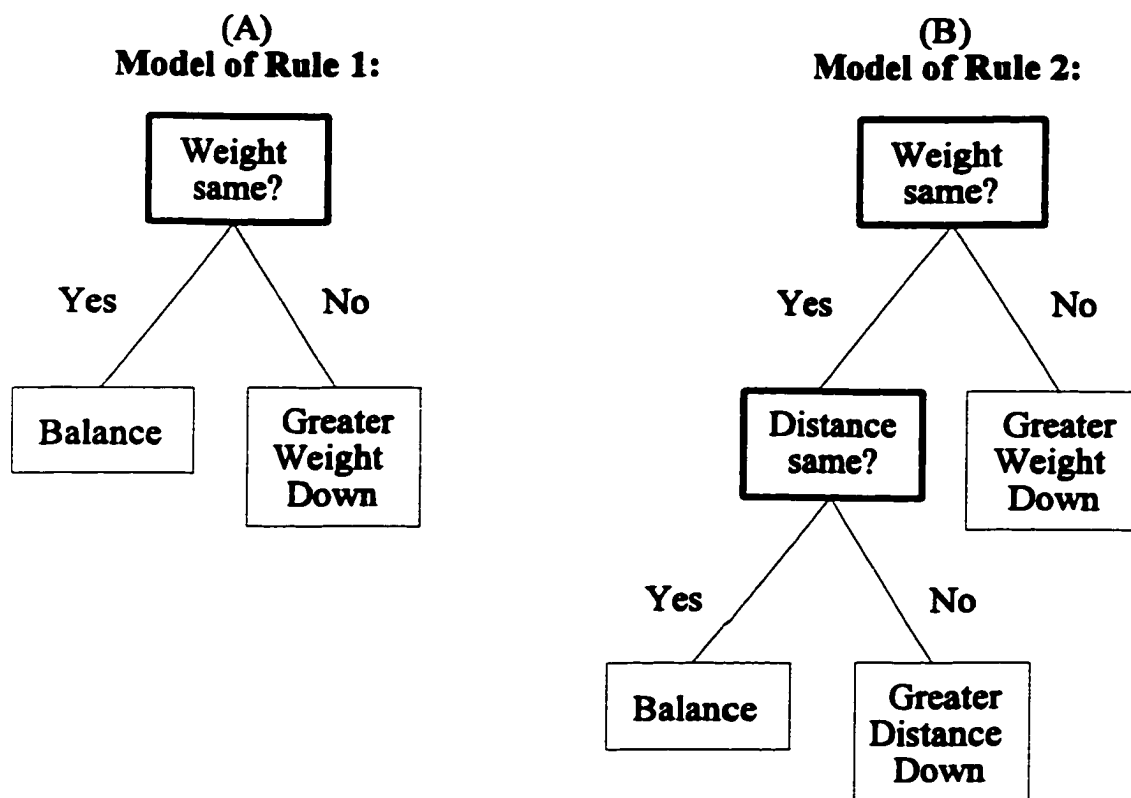 (A)
Model of Rule 1:
Weight
same?
Yes
No
Balance
Greater
Weight
Down
(B)
Model of Rule 2:
Weight
same?
Yes
No
Distance
same?
Greater
Weight
Down
Yes
No
Balance
Greater
Distance
Down